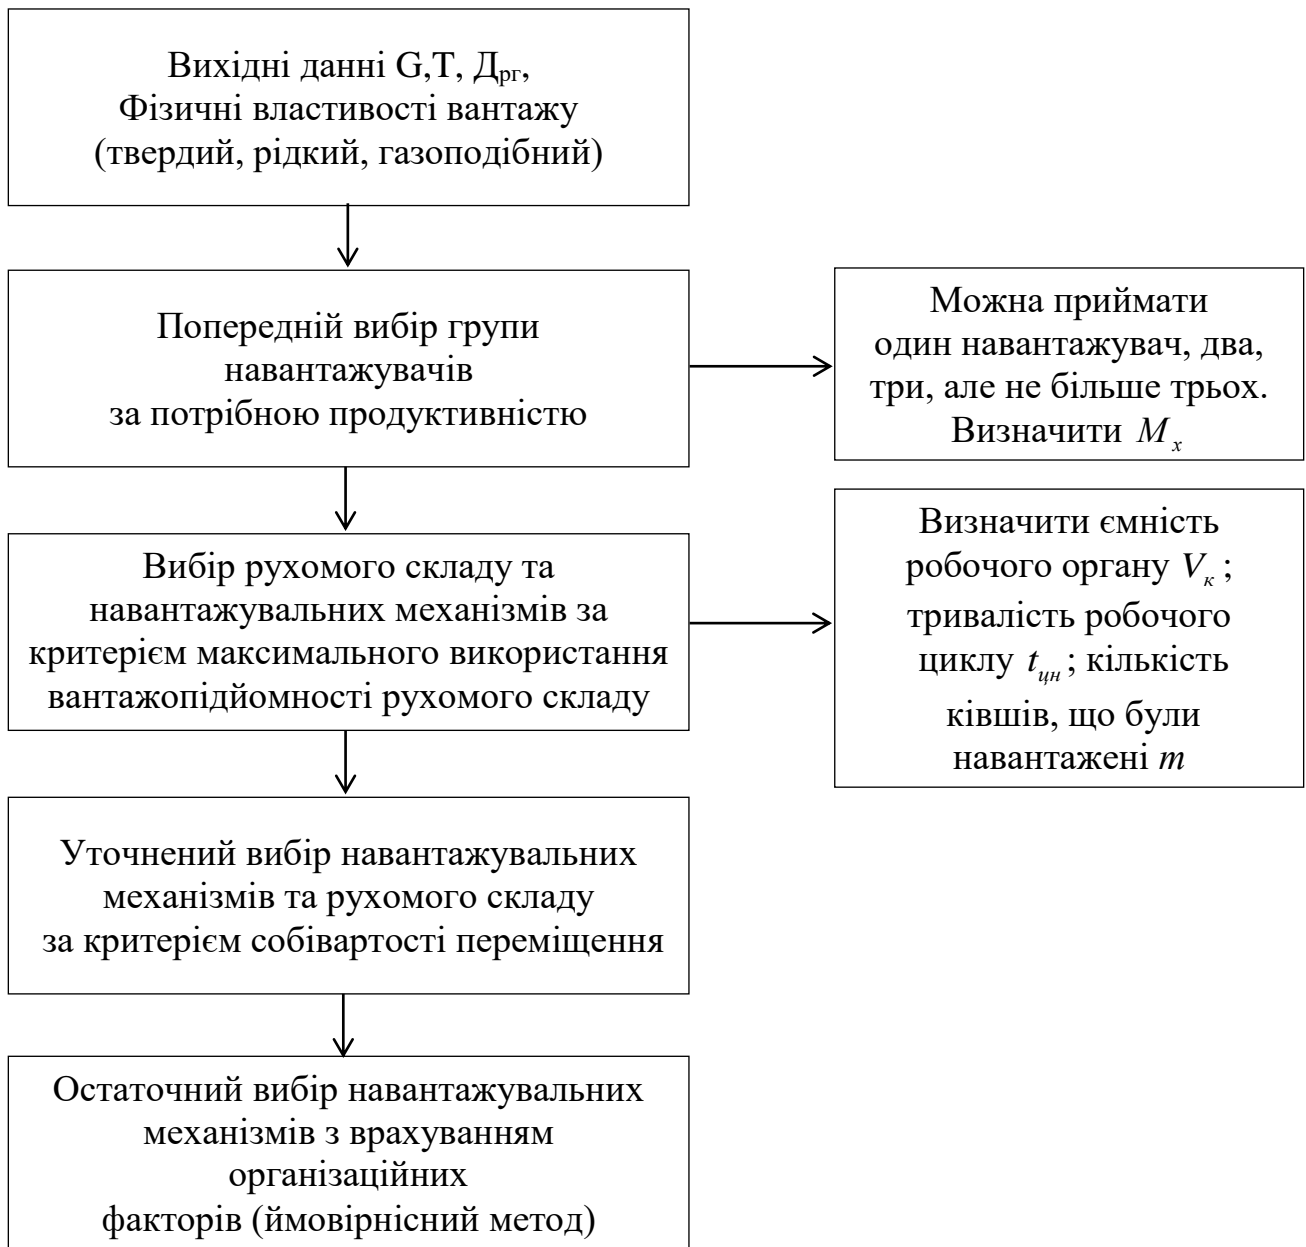 Вихідні данні G,T, Дрг,
Фізичні властивості вантажу
(твердий, рідкий, газоподібний)
Попередній вибір групи
навантажувачів
за потрібною продуктивністю
Можна приймати
один навантажувач, два,
три, але не більше трьох.
Визначити Mx
Вибір рухомого складу та
навантажувальних механізмів за
критерієм максимального використання
вантажопідйомності рухомого складу
Визначити ємність
робочого органу Vк;
тривалість робочого
циклу tцн; кількість
ківшів, що були
навантажені m
Уточнений вибір навантажувальних
механізмів та рухомого складу
за критерієм собівартості переміщення
Остаточний вибір навантажувальних
механізмів з врахуванням
організаційних
факторів (ймовірнісний метод)